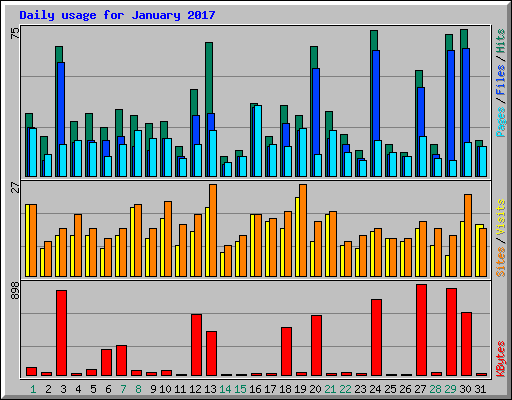 Daily usage for January 2017
75
Pages / Files / Hits
27
Sites / Visits
898
KBytes
1 2 3 4 5 6 7 8 9 10 11 12 13 14 15 16 17 18 19 20 21 22 23 24 25 26 27 28 29 30 31